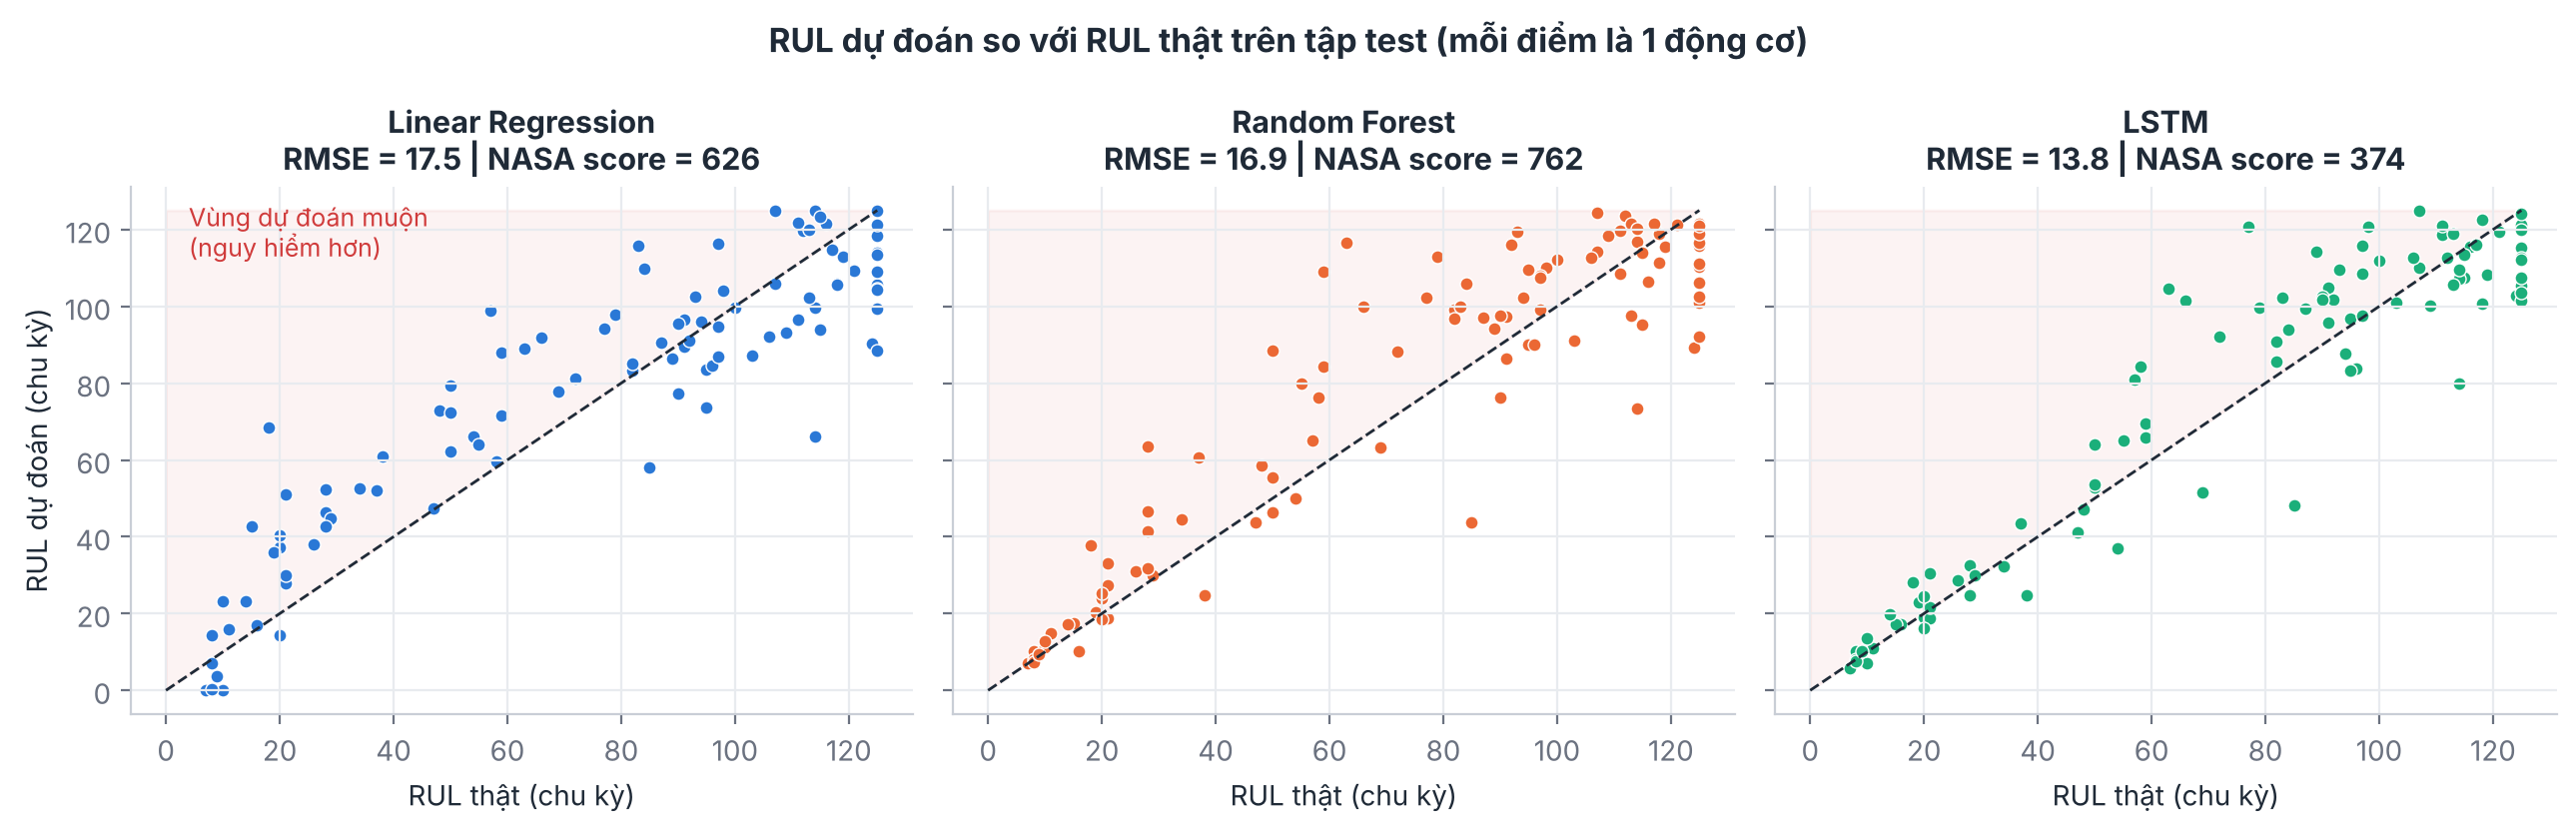 RUL dự đoán so với RUL thật trên tập test (mỗi điểm là 1 động cơ)
Linear Regression
RMSE = 17.5 | NASA score = 626
Random Forest
RMSE = 16.9 | NASA score = 762
LSTM
RMSE = 13.8 | NASA score = 374
Vùng dự đoán muộn
(nguy hiểm hơn)
RUL dự đoán (chu kỳ)
120
100
80
60
40
20
0
0 20 40 60 80 100 120
0 20 40 60 80 100 120
0 20 40 60 80 100 120
RUL thật (chu kỳ)
RUL thật (chu kỳ)
RUL thật (chu kỳ)